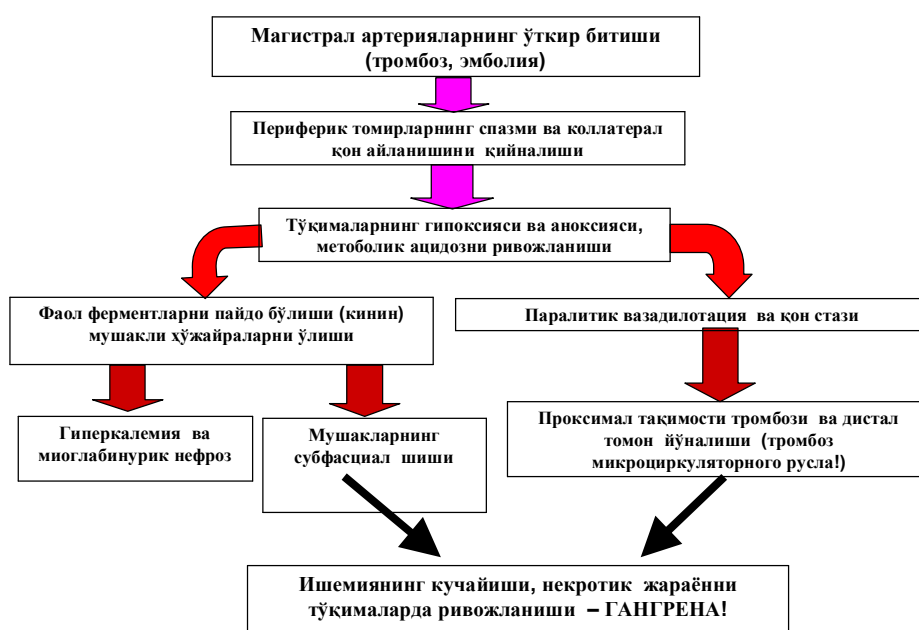 Магистрал артерияларнинг ўткир битиши
(тромбоз, эмболия)
Периферик томирларнинг спазми ва коллатерал
қон айланишини қийналиши
Тўқималарнинг гипоксияси ва аноксияси,
метоболик ацидозни ривожланиши
Фаол ферментларни пайдо бўлиши (кинин)
мушакли ҳўжайраларни ўлиши
Паралитик вазадилотация ва қон стази
Гиперкалемия ва
миоглабинурик нефроз
Мушакларнинг
субфасциал шиши
Проксимал тақимости тромбози ва дистал
томон йўналиши (тромбоз
микроциркуляторного русла!)
Ишемиянинг кучайиши, некротик жараённи
тўқималарда ривожланиши – ГАНГРЕНА!